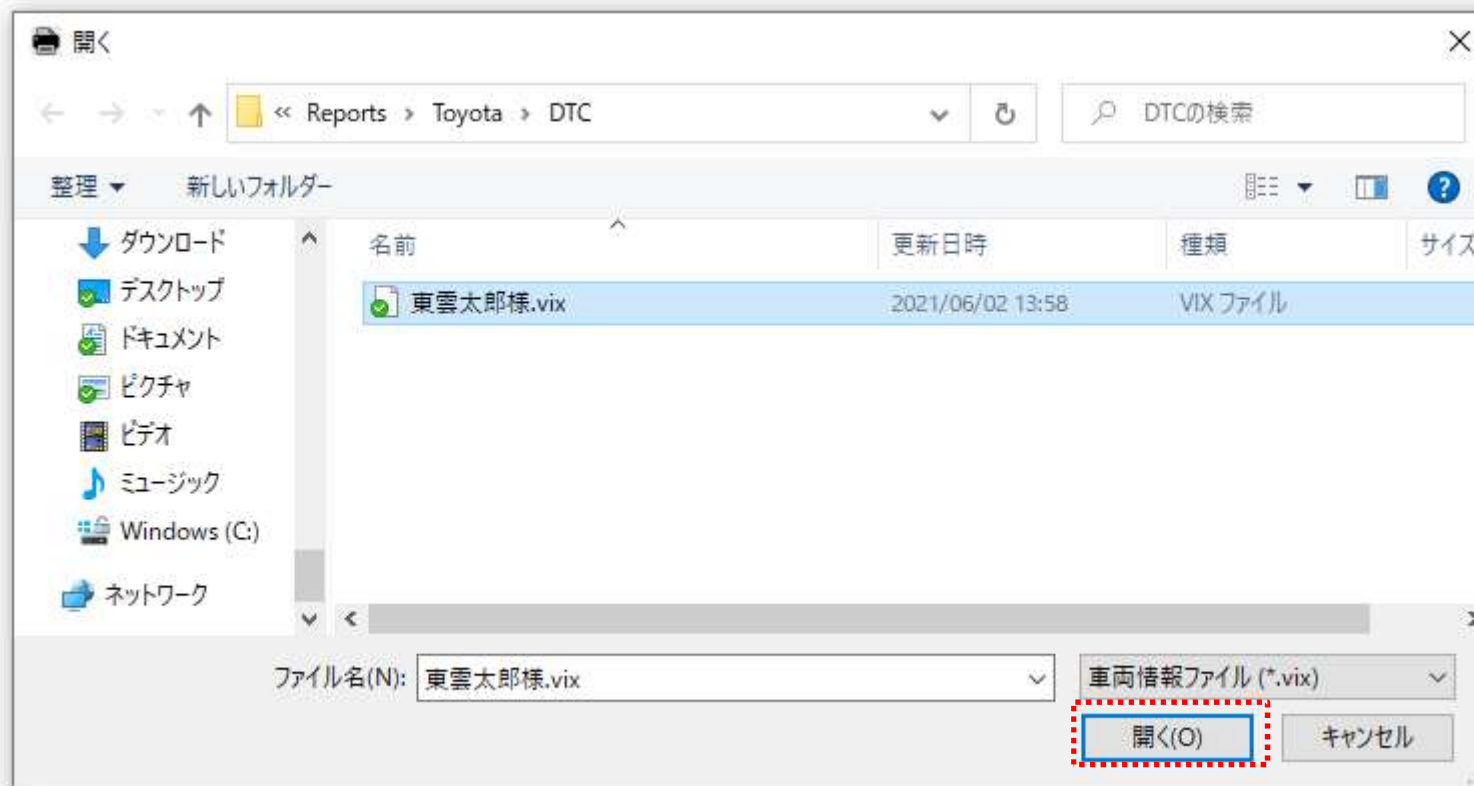 開く
« Reports › Toyota › DTC
DTCの検索
整理 新しいフォルダー
名前 更新日時 種類 サイズ
東雲太郎様.vix 2021/06/02 13:58 VIX ファイル
ダウンロード
デスクトップ
ドキュメント
ピクチャ
ビデオ
ミュージック
Windows (C:)
ネットワーク
ファイル名(N): 東雲太郎様.vix 車両情報ファイル (*.vix)
開く(O) キャンセル